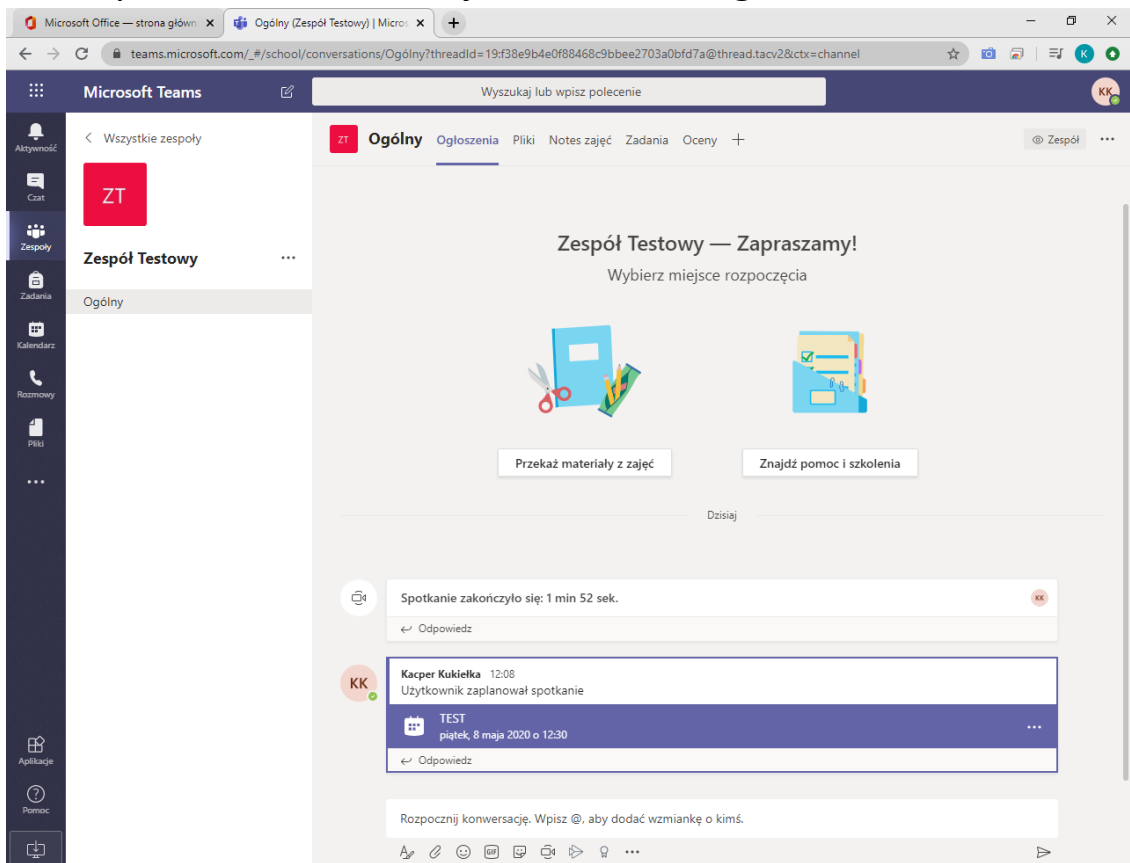 Microsoft Office — strona główn
Ogólny (Zespół Testowy) | Micros
teams.microsoft.com/_#/school/conversations/Ogólny?threadId=19:f38e9b4e0f88468c9bbee2703a0bfd7a@thread.tacv2&ctx=channel
K
Microsoft Teams
Wyszukaj lub wpisz polecenie
KK
Aktywność
Czat
Zespoły
Zadania
Kalendarz
Rozmowy
Pliki
Aplikacje
Pomoc
Wszystkie zespoły
ZT
Zespół Testowy
Ogólny
ZT Ogólny Ogłoszenia Pliki Notes zajęć Zadania Oceny
Zespół
Zespół Testowy — Zapraszamy!
Wybierz miejsce rozpoczęcia
Przekaż materiały z zajęć
Znajdź pomoc i szkolenia
Dzisiaj
Spotkanie zakończyło się: 1 min 52 sek.
KK
Odpowiedz
KK
Kacper Kukiełka 12:08
Użytkownik zaplanował spotkanie
TEST
piątek, 8 maja 2020 o 12:30
Odpowiedz
Rozpocznij konwersację. Wpisz @, aby dodać wzmiankę o kimś.
GIF